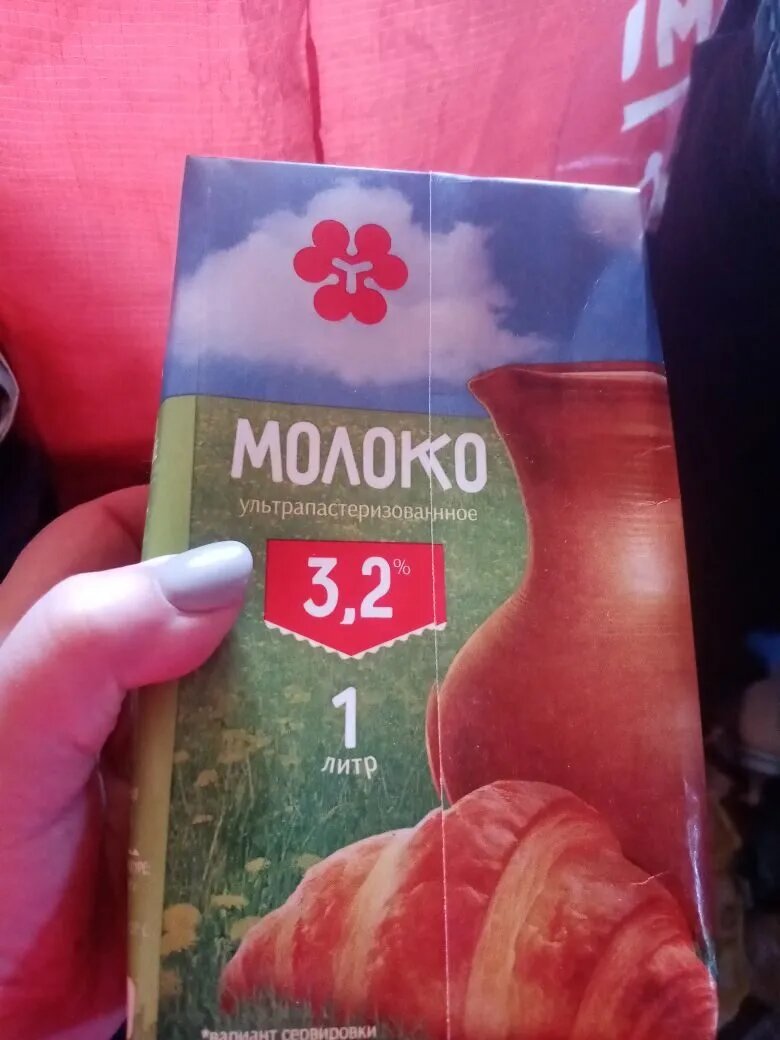 МОЛОКО
ультрапастеризованное
3,2%
1
литр
*вариант сервировки